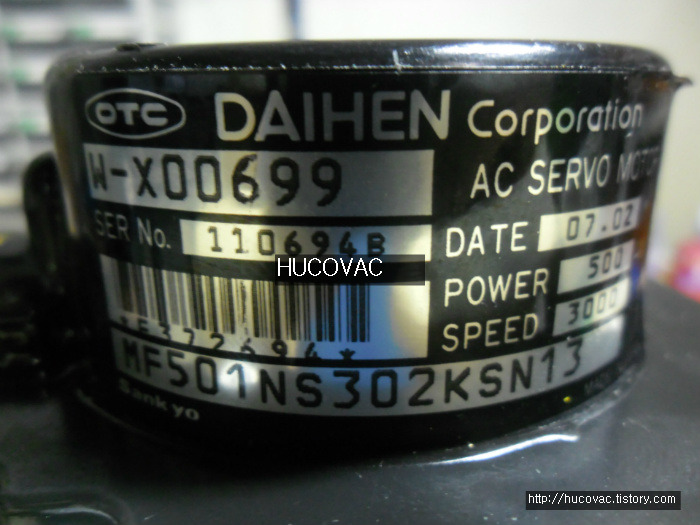 OTC DAIHEN Corporation
W-X00699
AC SERVO MOTOR
SER No. 110694B
DATE 07.02
HUCOVAC
POWER 500
SPEED 3000
MF501NS302KSN13
Sankyo
http://hucovac.tistory.com